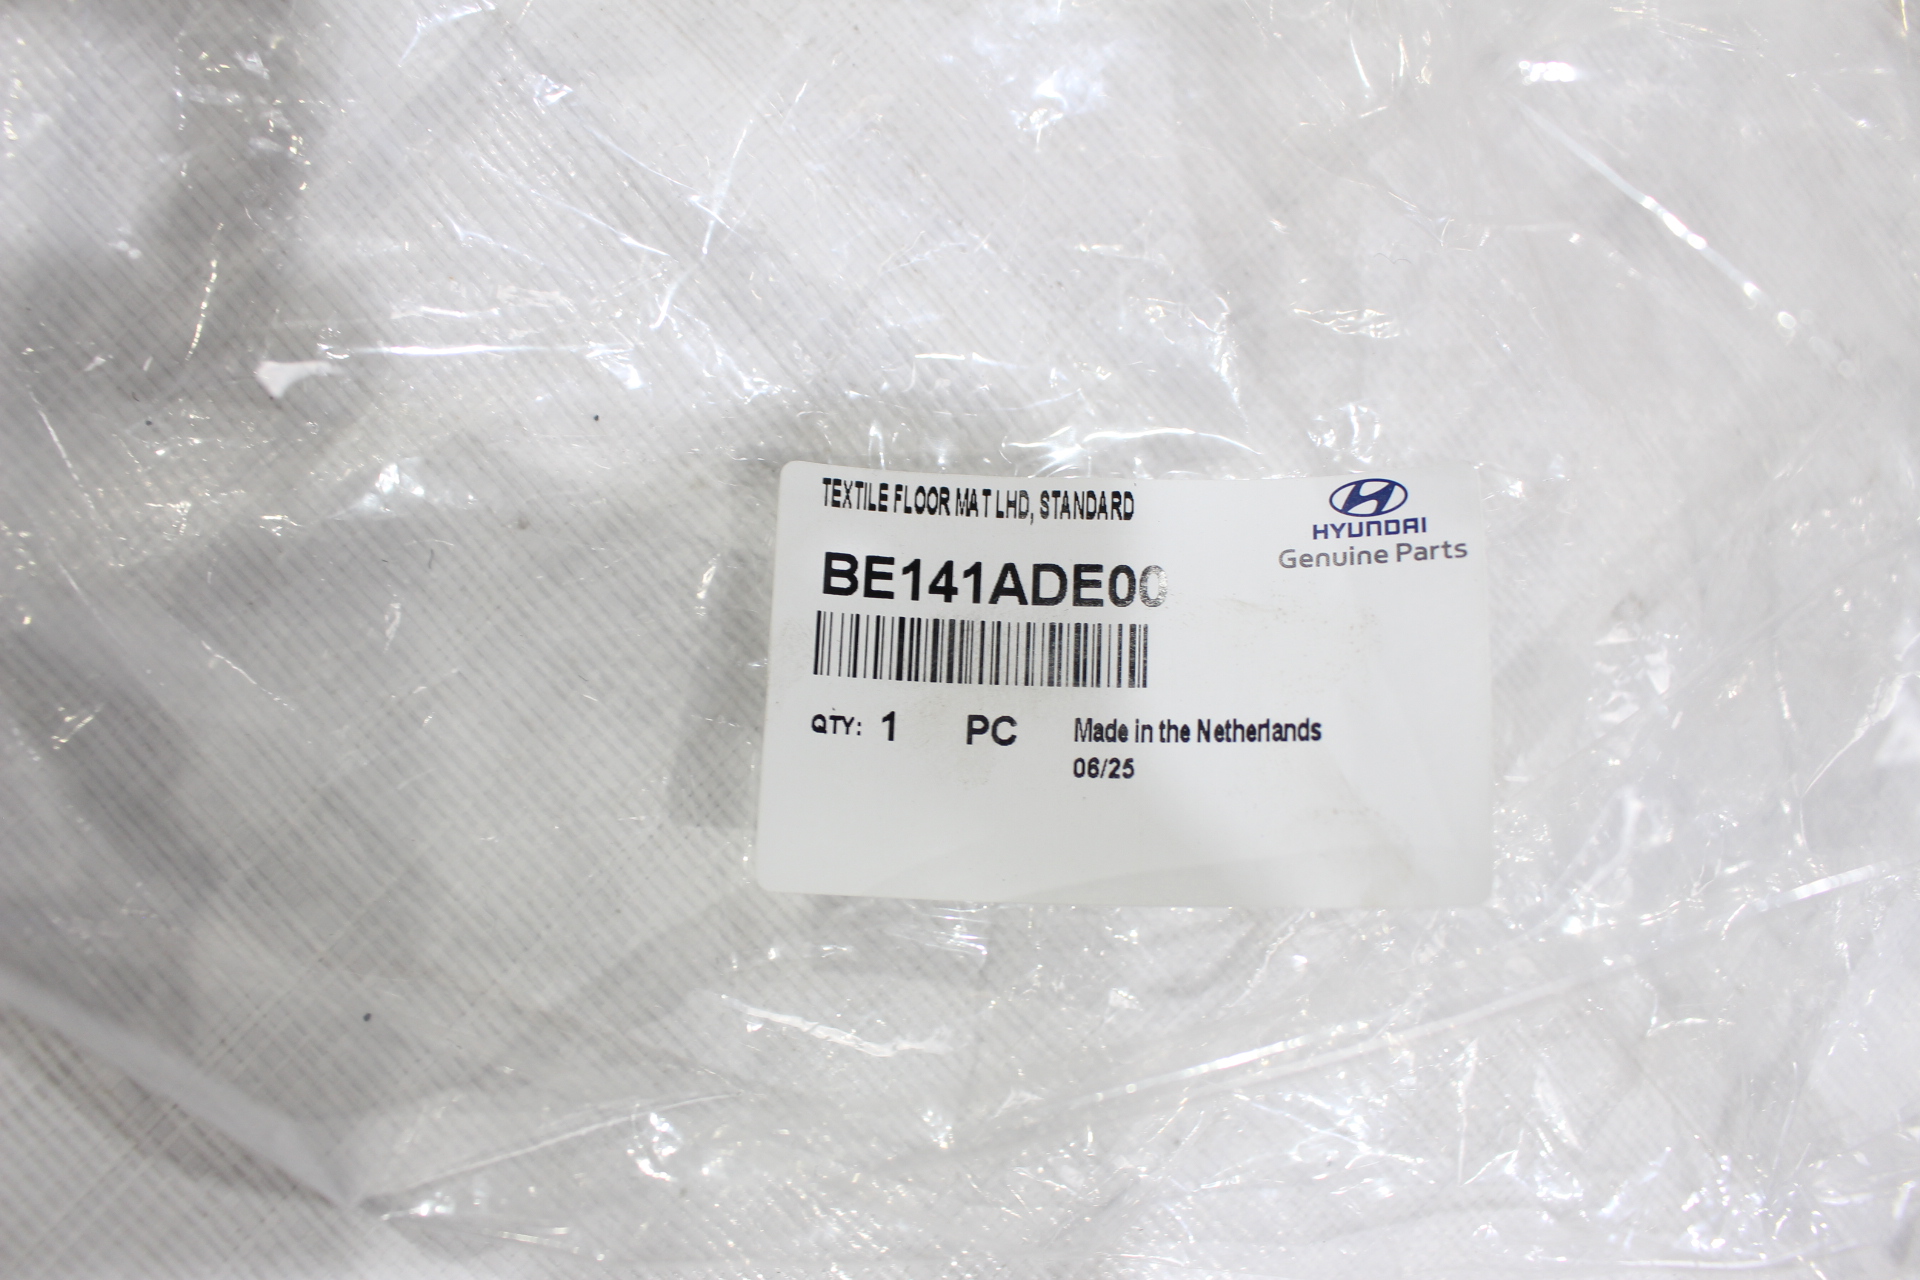 TEXTILE FLOOR MAT LHD, STANDARD
HYUNDAI
Genuine Parts
BE141ADE00
QTY: 1 PC Made in the Netherlands
06/25